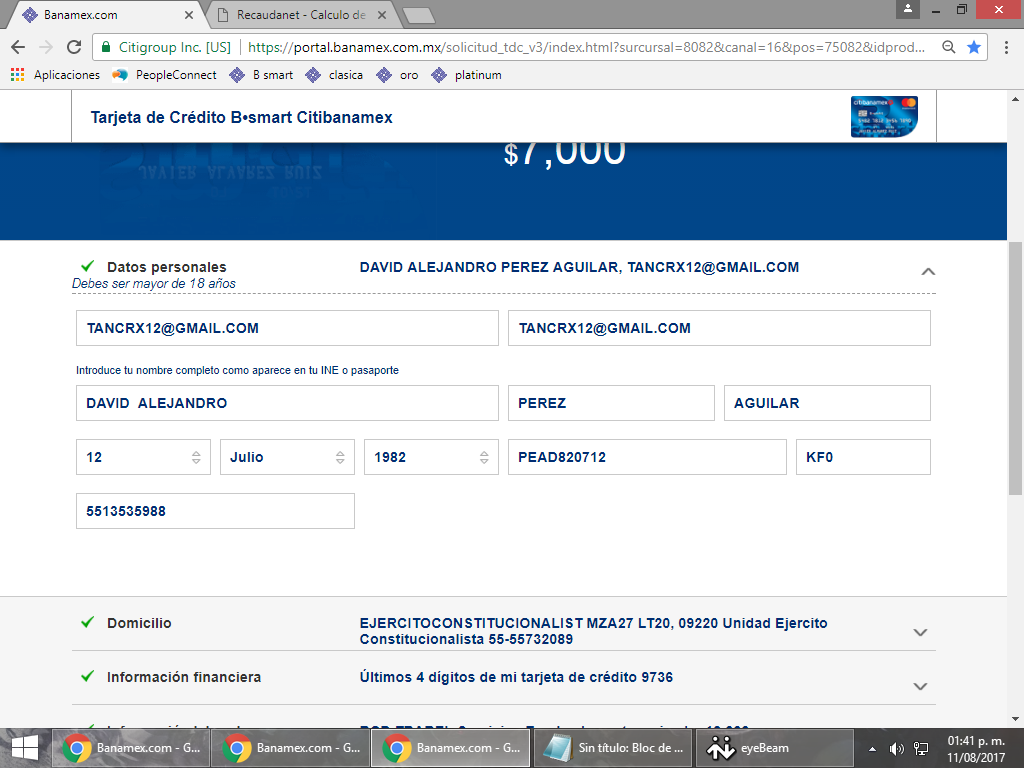 Banamex.com
Recaudanet - Calculo de
Citigroup Inc. [US] https://portal.banamex.com.mx/solicitud_tdc_v3/index.html?surcursal=8082&canal=16&pos=75082&idprod...
Aplicaciones PeopleConnect B smart clasica oro platinum
Tarjeta de Crédito B•smart Citibanamex
citibanamex
$7,000
JAVIER ALVAREZ RUIZ
Datos personales DAVID ALEJANDRO PEREZ AGUILAR, TANCRX12@GMAIL.COM
Debes ser mayor de 18 años
TANCRX12@GMAIL.COM TANCRX12@GMAIL.COM
Introduce tu nombre completo como aparece en tu INE o pasaporte
DAVID ALEJANDRO PEREZ AGUILAR
12 Julio 1982 PEAD820712 KF0
5513535988
Domicilio EJERCITOCONSTITUCIONALIST MZA27 LT20, 09220 Unidad Ejercito
Constitucionalista 55-55732089
Información financiera Últimos 4 dígitos de mi tarjeta de crédito 9736
Banamex.com - G... Banamex.com - G... Banamex.com - G... Sin título: Bloc de ... eyeBeam
01:41 p. m.
11/08/2017